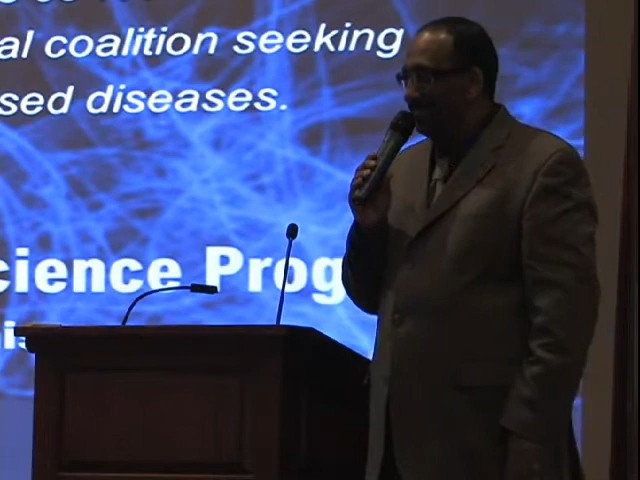 al coalition seeking
sed diseases.
cience Prog